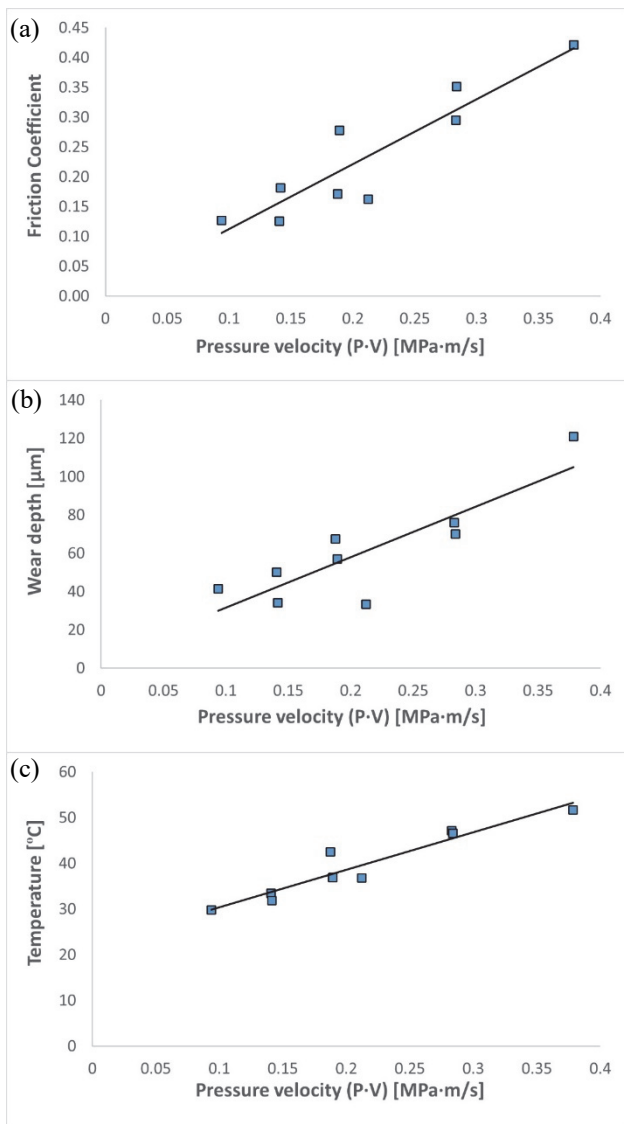 (a)
Friction Coefficient
0.45
0.40
0.35
0.30
0.25
0.20
0.15
0.10
0.05
0.00
0 0.05 0.1 0.15 0.2 0.25 0.3 0.35 0.4
Pressure velocity (P·V) [MPa·m/s]
(b)
Wear depth [µm]
140
120
100
80
60
40
20
0
0 0.05 0.1 0.15 0.2 0.25 0.3 0.35 0.4
Pressure velocity (P·V) [MPa·m/s]
(c)
Temperature [°C]
60
50
40
30
20
10
0
0 0.05 0.1 0.15 0.2 0.25 0.3 0.35 0.4
Pressure velocity (P·V) [MPa·m/s]